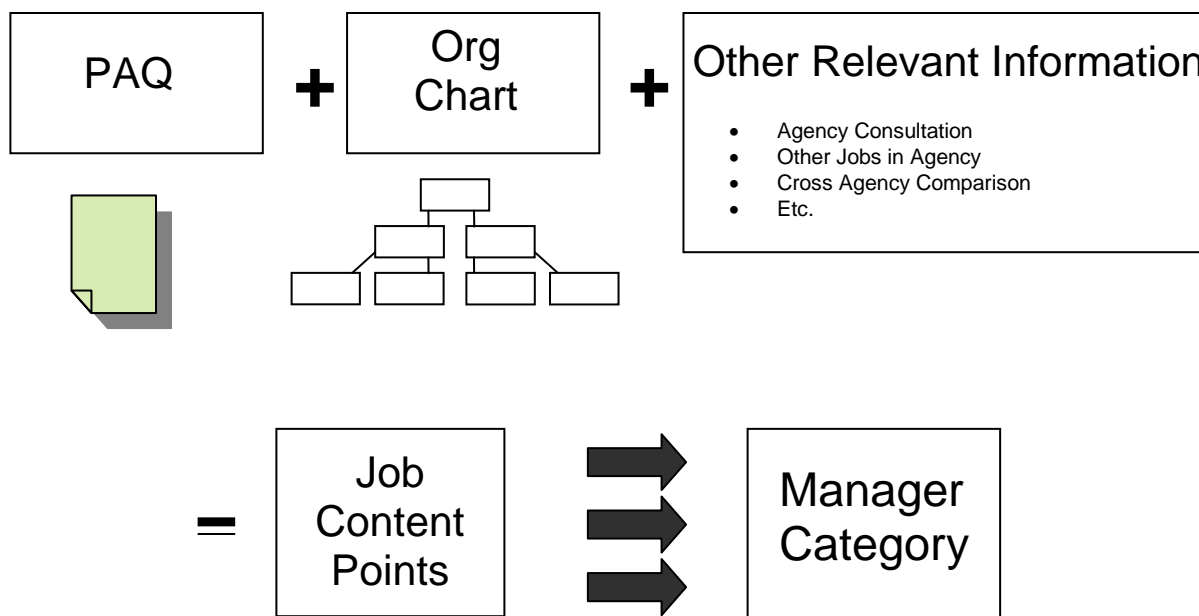 PAQ
+
Org
Chart
+
Other Relevant Information
• Agency Consultation
• Other Jobs in Agency
• Cross Agency Comparison
• Etc.
=
Job
Content
Points
Manager
Category